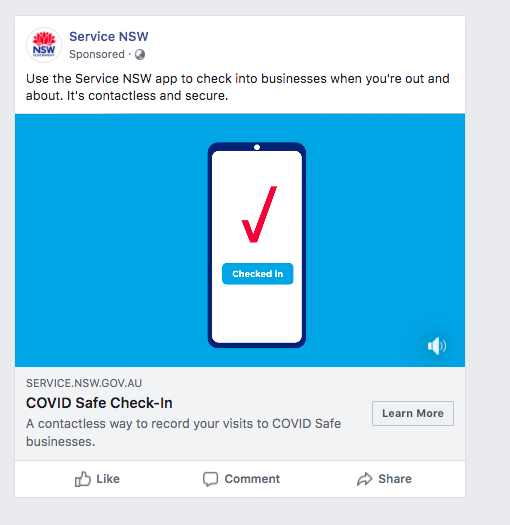 Service NSW
Sponsored ·
NSW
GOVERNMENT
Use the Service NSW app to check into businesses when you're out and
about. It's contactless and secure.
Checked in
SERVICE.NSW.GOV.AU
COVID Safe Check-In
A contactless way to record your visits to COVID Safe
businesses.
Learn More
Like
Comment
Share